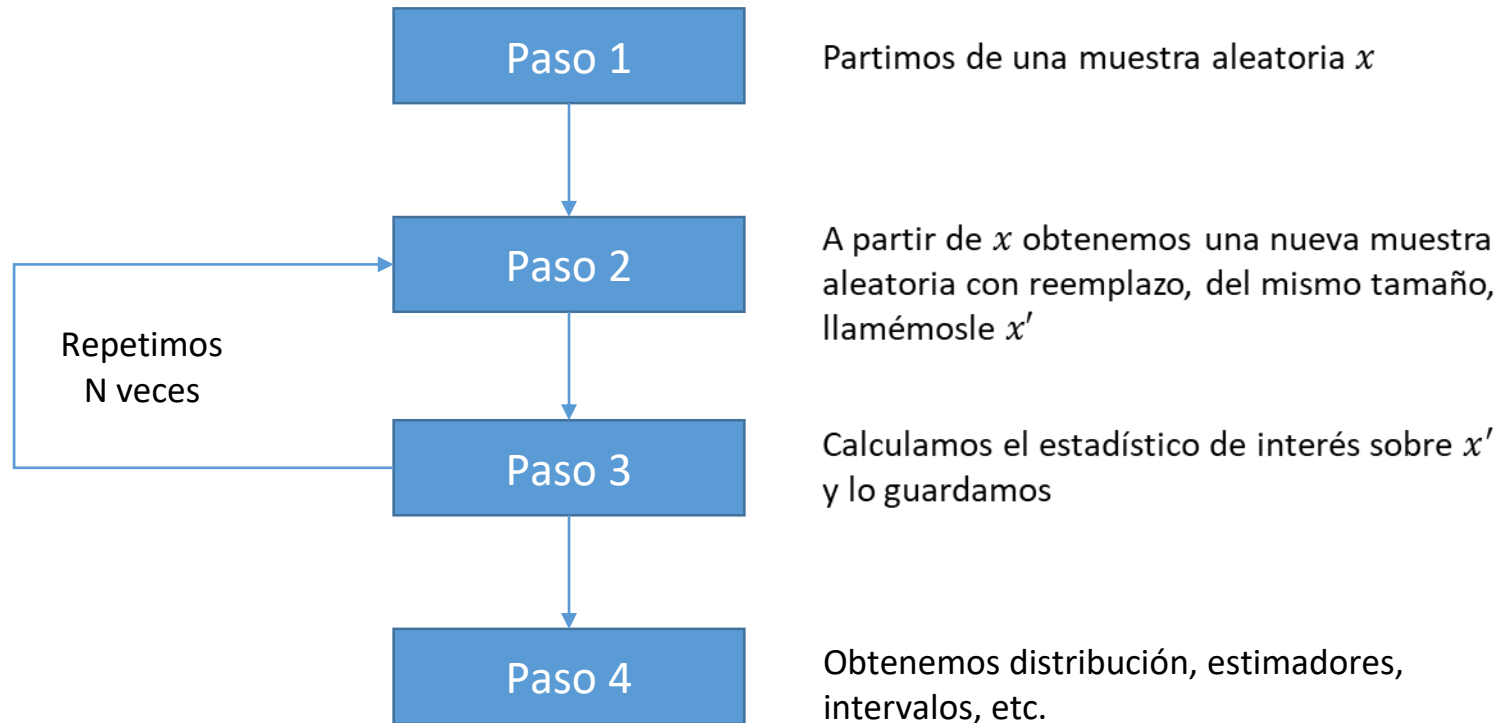 Paso 1
Partimos de una muestra aleatoria x
Paso 2
A partir de x obtenemos una nueva muestra
aleatoria con reemplazo, del mismo tamaño,
llamémosle x′
Repetimos
N veces
Paso 3
Calculamos el estadístico de interés sobre x′
y lo guardamos
Paso 4
Obtenemos distribución, estimadores,
intervalos, etc.